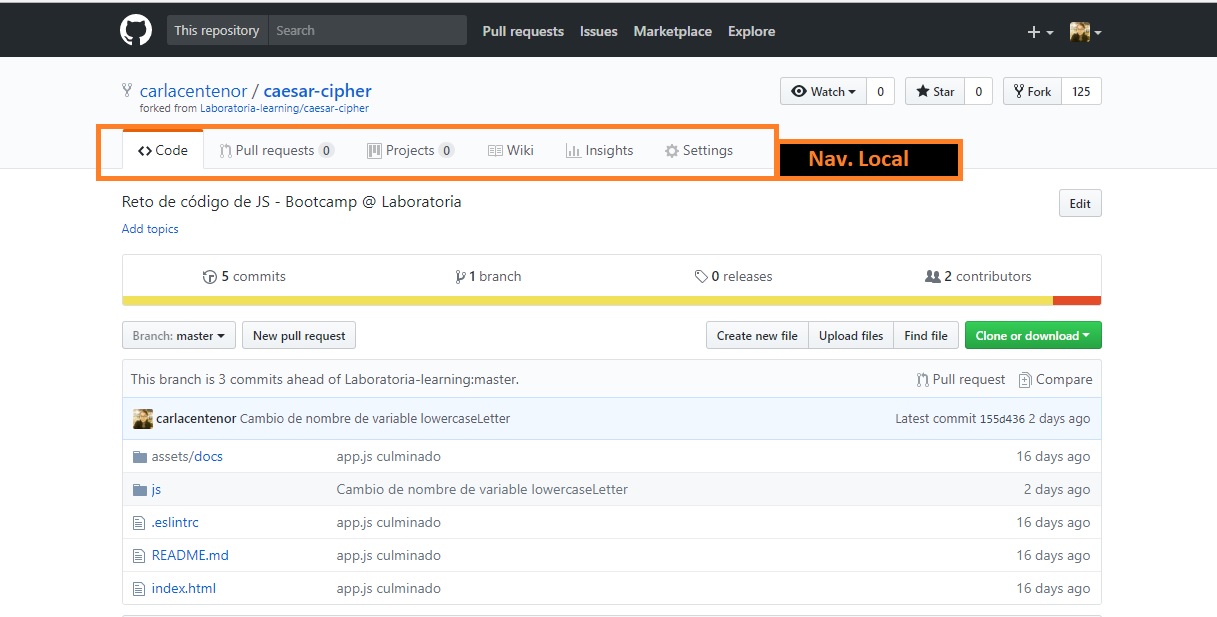 This repository Search Pull requests Issues Marketplace Explore
carlacentenor / caesar-cipher Watch 0 Star 0 Fork 125
forked from Laboratoria-learning/caesar-cipher
Code Pull requests 0 Projects 0 Wiki Insights Settings Nav. Local
Reto de código de JS - Bootcamp @ Laboratoria Edit
Add topics
5 commits 1 branch 0 releases 2 contributors
Branch: master New pull request Create new file Upload files Find file Clone or download
This branch is 3 commits ahead of Laboratoria-learning:master. Pull request Compare
carlacentenor Cambio de nombre de variable lowercaseLetter Latest commit 155d436 2 days ago
assets/docs app.js culminado 16 days ago
js Cambio de nombre de variable lowercaseLetter 2 days ago
.eslintrc app.js culminado 16 days ago
README.md app.js culminado 16 days ago
index.html app.js culminado 16 days ago